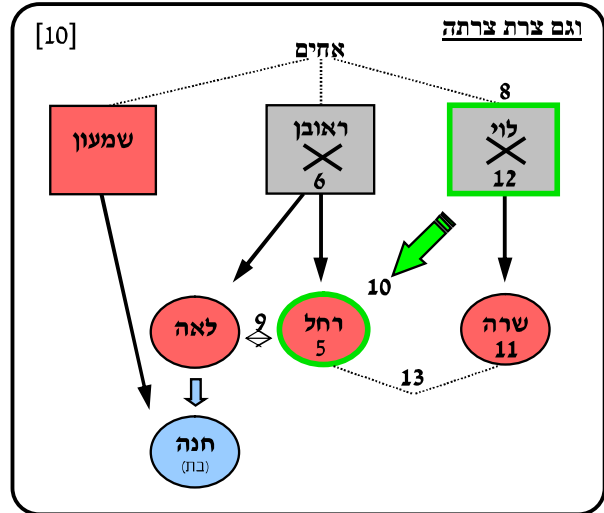 וגם צרת צרתה
[10]
אחים
8
שמעון
ראובן
6
לוי
12
10
לאה
9
רחל
5
שרה
11
13
חנה
(בת)